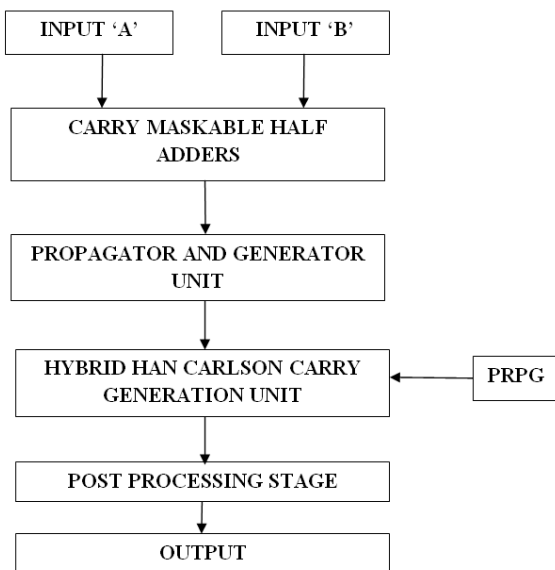 INPUT ‘A’
INPUT ‘B’
CARRY MASKABLE HALF
ADDERS
PROPAGATOR AND GENERATOR
UNIT
HYBRID HAN CARLSON CARRY
GENERATION UNIT
PRPG
POST PROCESSING STAGE
OUTPUT